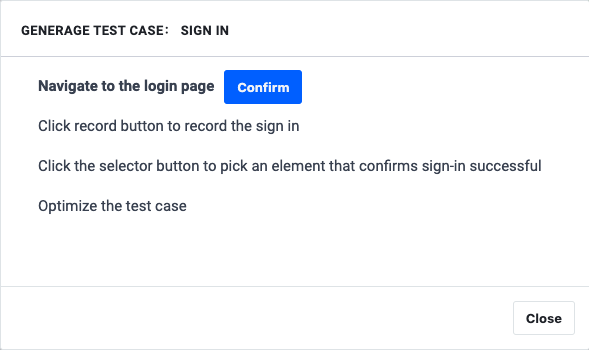 GENERAGE TEST CASE: SIGN IN
Navigate to the login page Confirm
Click record button to record the sign in
Click the selector button to pick an element that confirms sign-in successful
Optimize the test case
Close